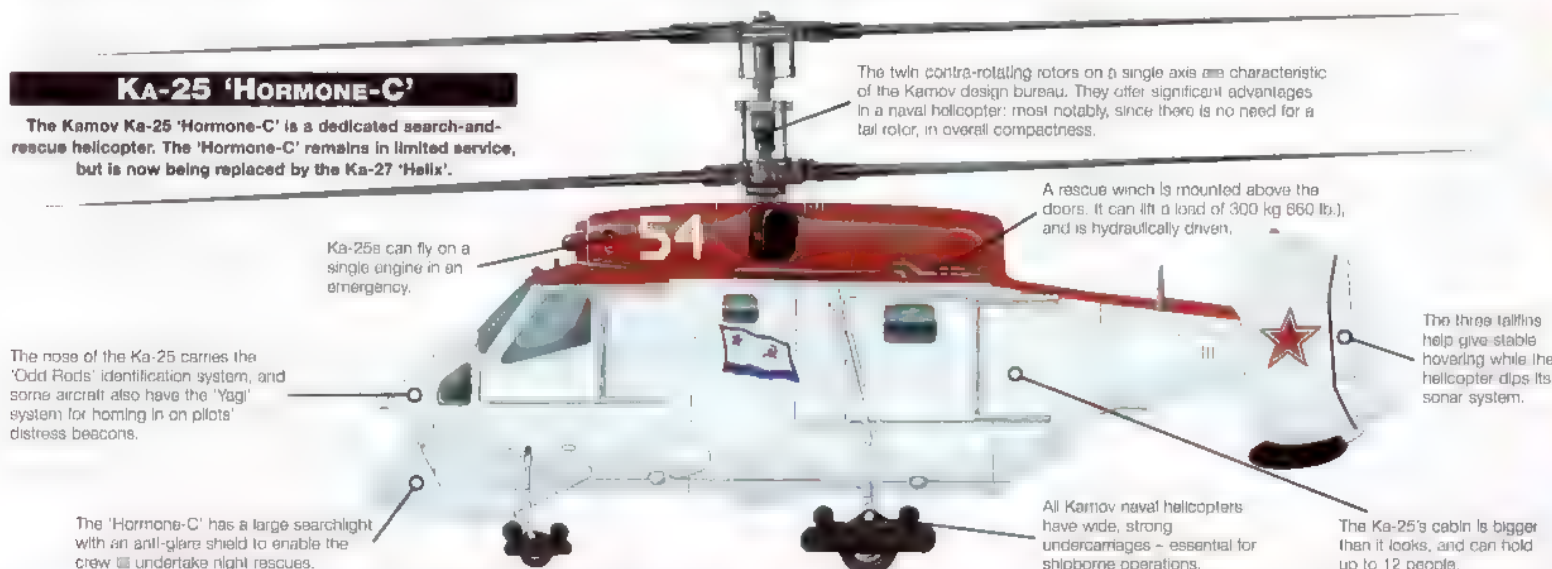 KA-25 'HORMONE-C'
The Kamov Ka-25 'Hormone-C' is a dedicated search-and-
rescue helicopter. The 'Hormone-C' remains in limited service,
but is now being replaced by the Ka-27 'Helix'.
The twin contra-rotating rotors on a single axis are characteristic
of the Kamov design bureau. They offer significant advantages
in a naval helicopter: most notably, since there is no need for a
tail rotor, in overall compactness.
A rescue winch is mounted above the
doors. It can lift a load of 300 kg 660 lb.),
and is hydraulically driven.
54
Ka-25s can fly on a
single engine in an
emergency.
The nose of the Ka-25 carries the
'Odd Rods' identification system, and
some aircraft also have the 'Yagi'
system for homing in on pilots'
distress beacons.
The three tailfins
help give stable
hovering while the
helicopter dips its
sonar system.
The 'Hormone-C' has a large searchlight
with an anti-glare shield to enable the
crew undertake night rescues.
All Kamov naval helicopters
have wide, strong
undercarriages – essential for
shipborne operations.
The Ka-25's cabin is bigger
than it looks, and can hold
up to 12 people.